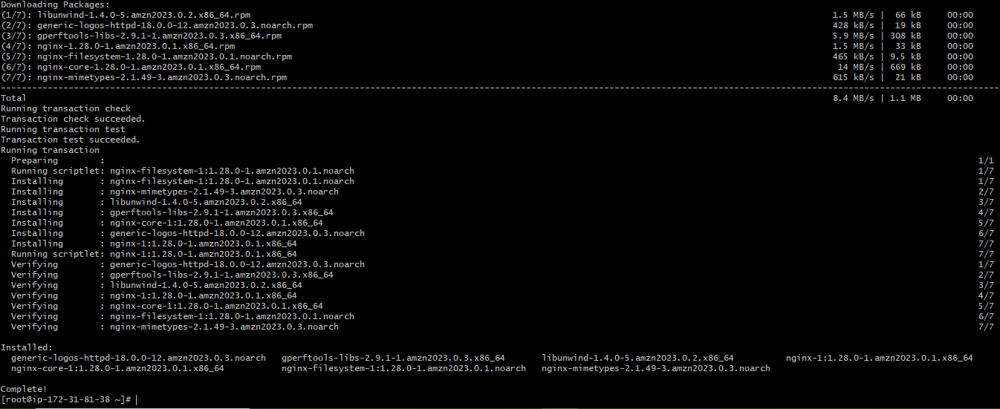 Downloading Packages:
(1/7): libunwind-1.4.0-5.amzn2023.0.2.x86_64.rpm 1.5 MB/s | 66 kB 00:00
(2/7): generic-logos-httpd-18.0.0-12.amzn2023.0.3.noarch.rpm 428 kB/s | 19 kB 00:00
(3/7): gperftools-libs-2.9.1-1.amzn2023.0.3.x86_64.rpm 5.9 MB/s | 308 kB 00:00
(4/7): nginx-1.28.0-1.amzn2023.0.1.x86_64.rpm 1.5 MB/s | 33 kB 00:00
(5/7): nginx-filesystem-1.28.0-1.amzn2023.0.1.noarch.rpm 465 kB/s | 9.5 kB 00:00
(6/7): nginx-core-1.28.0-1.amzn2023.0.1.x86_64.rpm 14 MB/s | 669 kB 00:00
(7/7): nginx-mimetypes-2.1.49-3.amzn2023.0.3.noarch.rpm 615 kB/s | 21 kB 00:00
--------------------------------------------------------------------------------
Total 8.4 MB/s | 1.1 MB 00:00
Running transaction check
Transaction check succeeded.
Running transaction test
Transaction test succeeded.
Running transaction
Preparing : 1/1
Running scriptlet: nginx-filesystem-1:1.28.0-1.amzn2023.0.1.noarch 1/7
Installing : nginx-filesystem-1:1.28.0-1.amzn2023.0.1.noarch 1/7
Installing : nginx-mimetypes-2.1.49-3.amzn2023.0.3.noarch 2/7
Installing : libunwind-1.4.0-5.amzn2023.0.2.x86_64 3/7
Installing : gperftools-libs-2.9.1-1.amzn2023.0.3.x86_64 4/7
Installing : nginx-core-1:1.28.0-1.amzn2023.0.1.x86_64 5/7
Installing : generic-logos-httpd-18.0.0-12.amzn2023.0.3.noarch 6/7
Installing : nginx-1:1.28.0-1.amzn2023.0.1.x86_64 7/7
Running scriptlet: nginx-1:1.28.0-1.amzn2023.0.1.x86_64 7/7
Verifying : generic-logos-httpd-18.0.0-12.amzn2023.0.3.noarch 1/7
Verifying : gperftools-libs-2.9.1-1.amzn2023.0.3.x86_64 2/7
Verifying : libunwind-1.4.0-5.amzn2023.0.2.x86_64 3/7
Verifying : nginx-1:1.28.0-1.amzn2023.0.1.x86_64 4/7
Verifying : nginx-core-1:1.28.0-1.amzn2023.0.1.x86_64 5/7
Verifying : nginx-filesystem-1:1.28.0-1.amzn2023.0.1.noarch 6/7
Verifying : nginx-mimetypes-2.1.49-3.amzn2023.0.3.noarch 7/7
Installed:
generic-logos-httpd-18.0.0-12.amzn2023.0.3.noarch gperftools-libs-2.9.1-1.amzn2023.0.3.x86_64 libunwind-1.4.0-5.amzn2023.0.2.x86_64 nginx-1:1.28.0-1.amzn2023.0.1.x86_64
nginx-core-1:1.28.0-1.amzn2023.0.1.x86_64 nginx-filesystem-1:1.28.0-1.amzn2023.0.1.noarch nginx-mimetypes-2.1.49-3.amzn2023.0.3.noarch
Complete!
[root@ip-172-31-81-38 ~]#